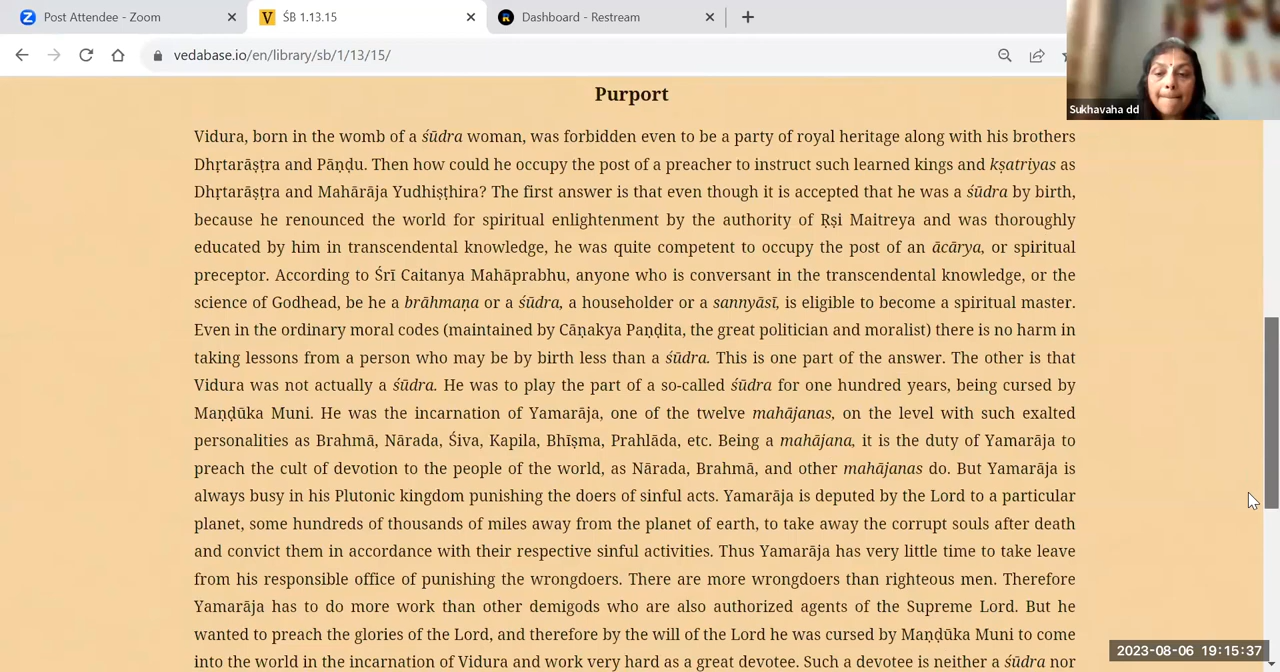 Post Attendee - Zoom
ŚB 1.13.15
Dashboard - Restream
vedabase.io/en/library/sb/1/13/15/
Sukhavaha dd
Purport
Vidura, born in the womb of a śūdra woman, was forbidden even to be a party of royal heritage along with his brothers
Dhṛtarāṣṭra and Pāṇḍu. Then how could he occupy the post of a preacher to instruct such learned kings and kṣatriyas as
Dhṛtarāṣṭra and Mahārāja Yudhiṣṭhira? The first answer is that even though it is accepted that he was a śūdra by birth,
because he renounced the world for spiritual enlightenment by the authority of Ṛṣi Maitreya and was thoroughly
educated by him in transcendental knowledge, he was quite competent to occupy the post of an ācārya, or spiritual
preceptor. According to Śrī Caitanya Mahāprabhu, anyone who is conversant in the transcendental knowledge, or the
science of Godhead, be he a brāhmaṇa or a śūdra, a householder or a sannyāsī, is eligible to become a spiritual master.
Even in the ordinary moral codes (maintained by Cāṇakya Paṇḍita, the great politician and moralist) there is no harm in
taking lessons from a person who may be by birth less than a śūdra. This is one part of the answer. The other is that
Vidura was not actually a śūdra. He was to play the part of a so-called śūdra for one hundred years, being cursed by
Maṇḍūka Muni. He was the incarnation of Yamarāja, one of the twelve mahājanas, on the level with such exalted
personalities as Brahmā, Nārada, Śiva, Kapila, Bhīṣma, Prahlāda, etc. Being a mahājana, it is the duty of Yamarāja to
preach the cult of devotion to the people of the world, as Nārada, Brahmā, and other mahājanas do. But Yamarāja is
always busy in his Plutonic kingdom punishing the doers of sinful acts. Yamarāja is deputed by the Lord to a particular
planet, some hundreds of thousands of miles away from the planet of earth, to take away the corrupt souls after death
and convict them in accordance with their respective sinful activities. Thus Yamarāja has very little time to take leave
from his responsible office of punishing the wrongdoers. There are more wrongdoers than righteous men. Therefore
Yamarāja has to do more work than other demigods who are also authorized agents of the Supreme Lord. But he
wanted to preach the glories of the Lord, and therefore by the will of the Lord he was cursed by Maṇḍūka Muni to come
into the world in the incarnation of Vidura and work very hard as a great devotee. Such a devotee is neither a śūdra nor
2023-08-06 19:15:37